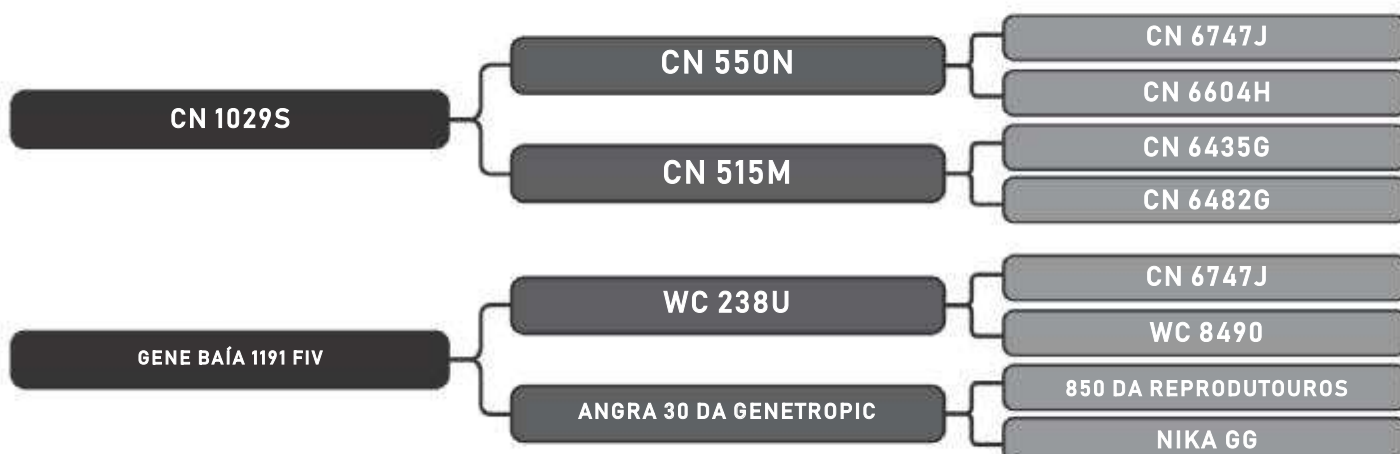 CN 1029S
CN 550N
CN 6747J
CN 6604H
CN 515M
CN 6435G
CN 6482G
GENE BAÍA 1191 FIV
WC 238U
CN 6747J
WC 8490
ANGRA 30 DA GENETROPIC
850 DA REPRODUTOUROS
NIKA GG